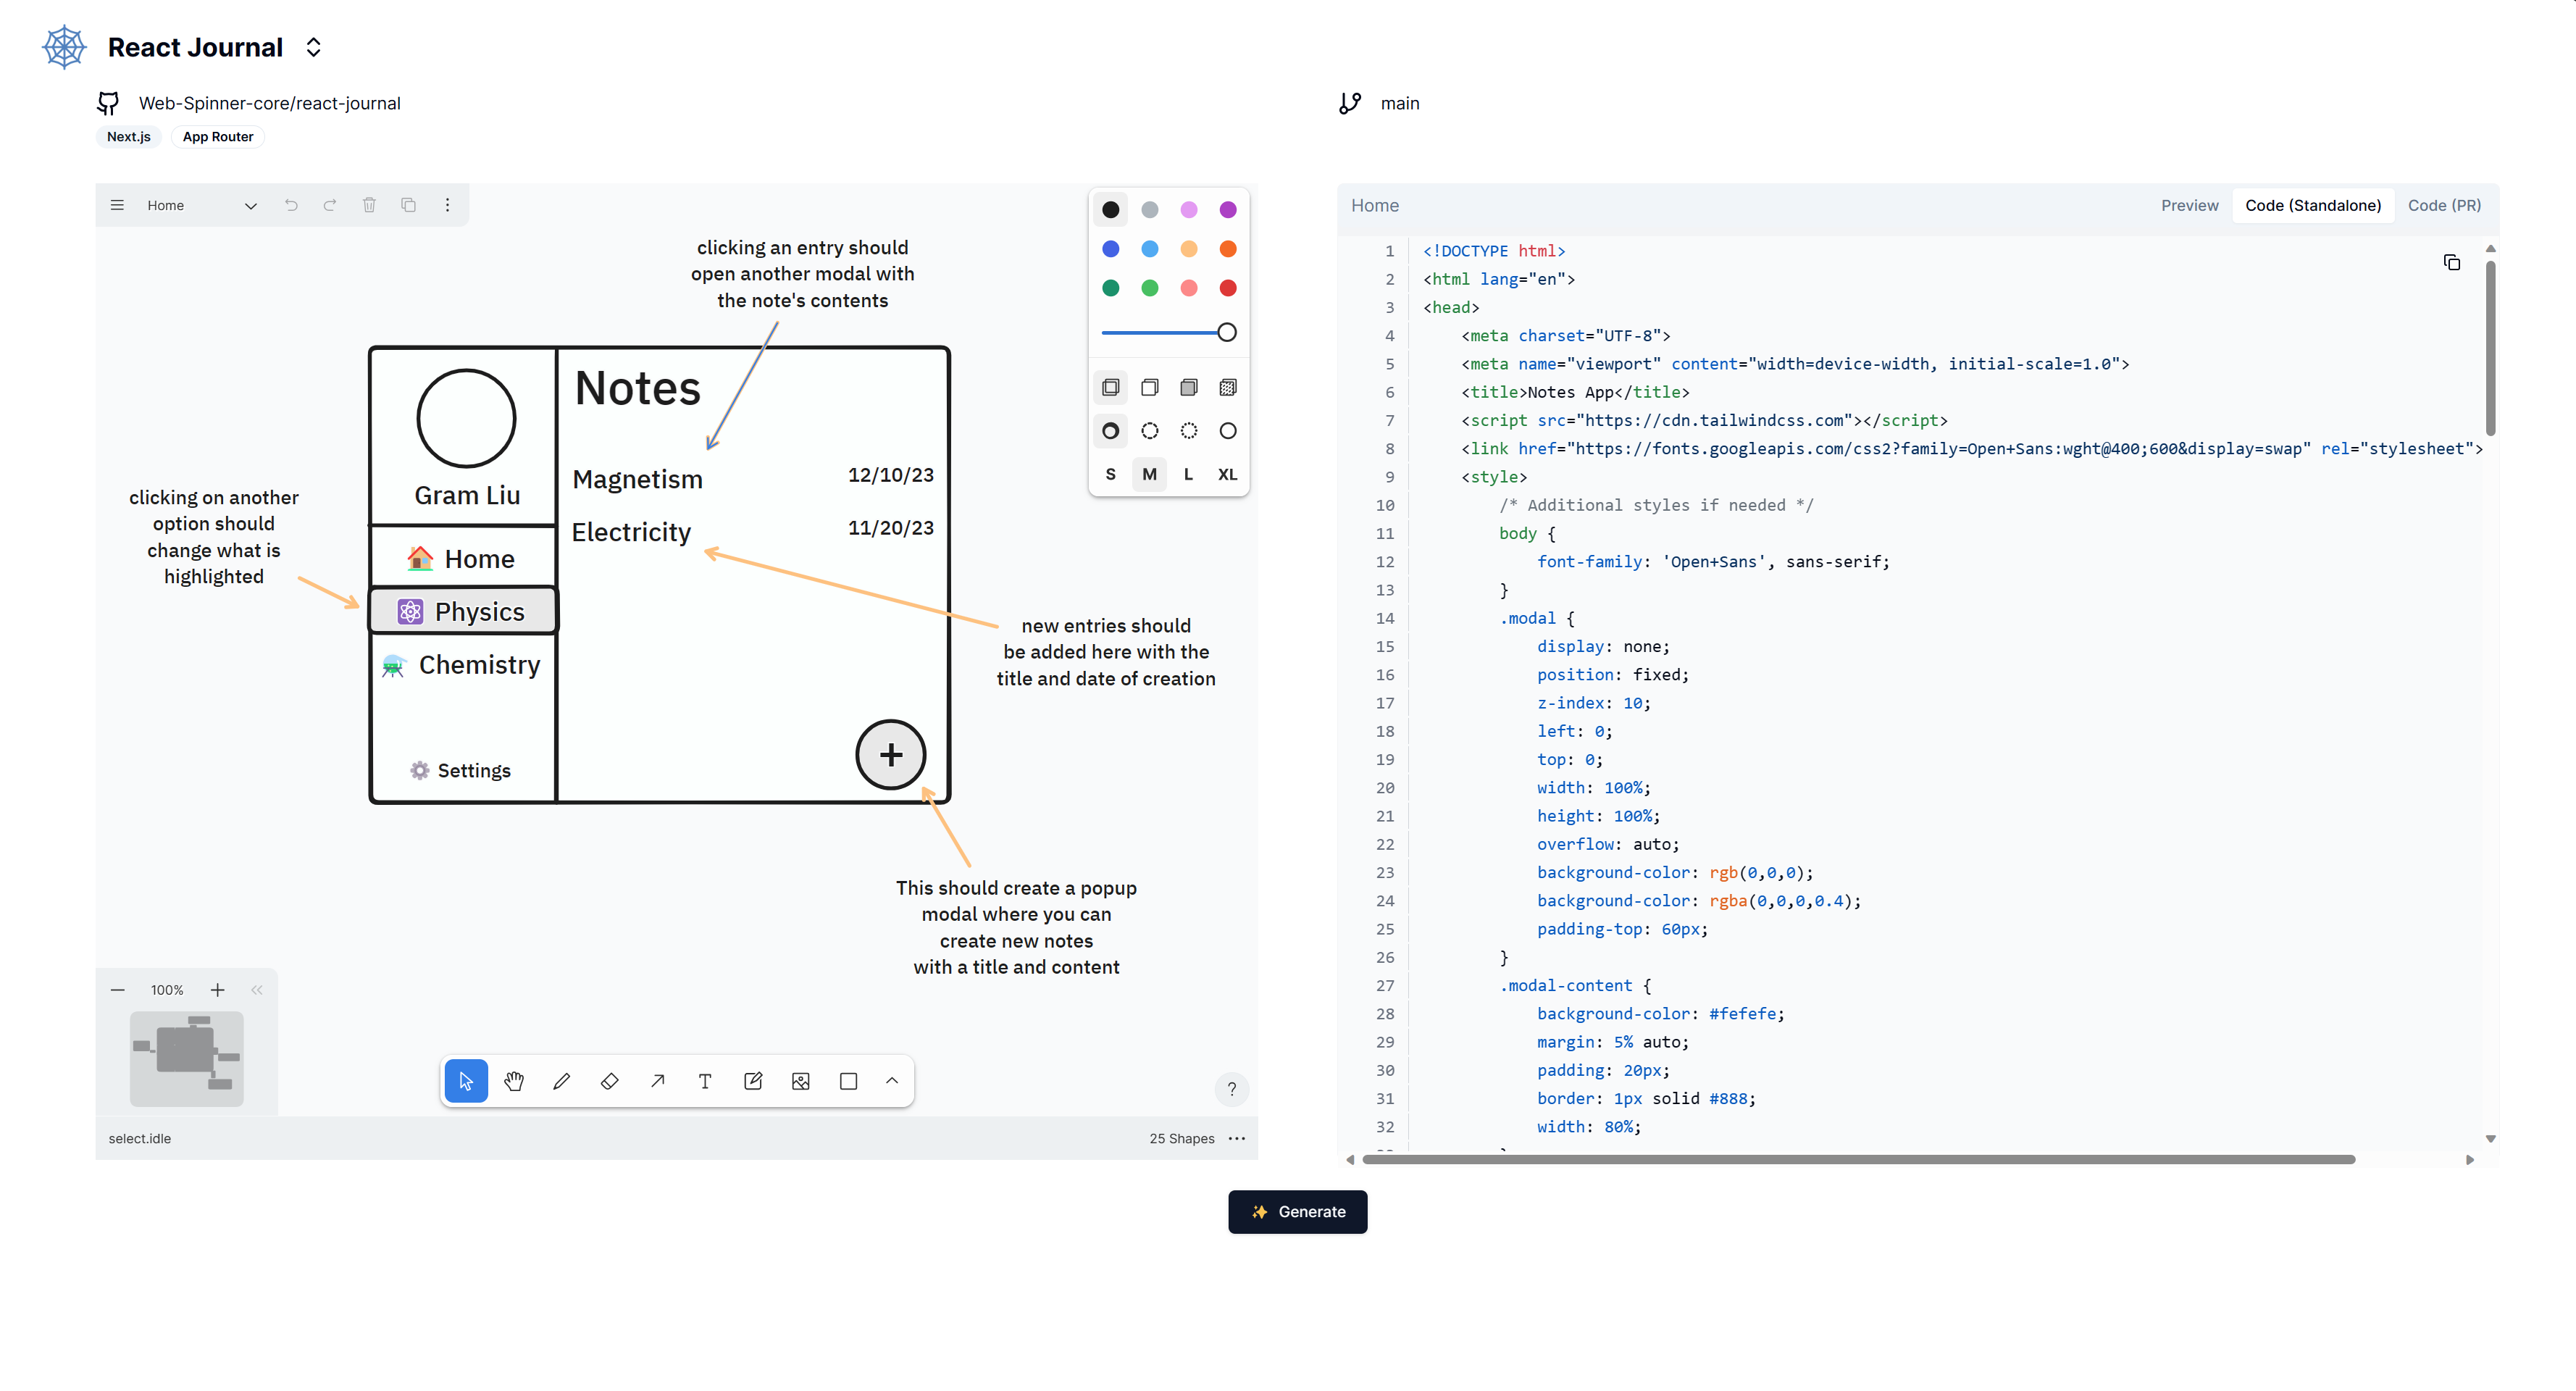 React Journal
Web-Spinner-core/react-journal
Next.js
App Router
main
Home
clicking an entry should
open another modal with
the note's contents
S M L XL
Notes
Magnetism 12/10/23
Electricity 11/20/23
Gram Liu
🏠 Home
⚛️ Physics
⚗️ Chemistry
⚙️ Settings
+
clicking on another
option should
change what is
highlighted
new entries should
be added here with the
title and date of creation
This should create a popup
modal where you can
create new notes
with a title and content
100%
?
select.idle
25 Shapes
Home
Preview
Code (Standalone)
Code (PR)
1 <!DOCTYPE html>
2 <html lang="en">
3 <head>
4 <meta charset="UTF-8">
5 <meta name="viewport" content="width=device-width, initial-scale=1.0">
6 <title>Notes App</title>
7 <script src="https://cdn.tailwindcss.com"></script>
8 <link href="https://fonts.googleapis.com/css2?family=Open+Sans:wght@400;600&display=swap" rel="stylesheet">
9 <style>
10 /* Additional styles if needed */
11 body {
12 font-family: 'Open+Sans', sans-serif;
13 }
14 .modal {
15 display: none;
16 position: fixed;
17 z-index: 10;
18 left: 0;
19 top: 0;
20 width: 100%;
21 height: 100%;
22 overflow: auto;
23 background-color: rgb(0,0,0);
24 background-color: rgba(0,0,0,0.4);
25 padding-top: 60px;
26 }
27 .modal-content {
28 background-color: #fefefe;
29 margin: 5% auto;
30 padding: 20px;
31 border: 1px solid #888;
32 width: 80%;
✨ Generate